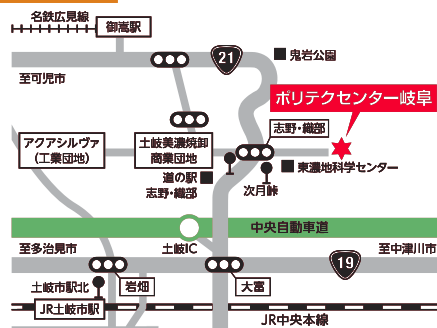 名鉄広見線
御嵩駅
21
鬼岩公園
至可児市
ポリテクセンター岐阜
志野・織部
アクアシルヴァ
(工業団地)
土岐美濃焼卸
商業団地
東濃地科学センター
道の駅
志野・織部
次月峠
中央自動車道
至多治見市
土岐IC
19
至中津川市
土岐市駅北
岩畑
大富
JR土岐市駅
JR中央本線